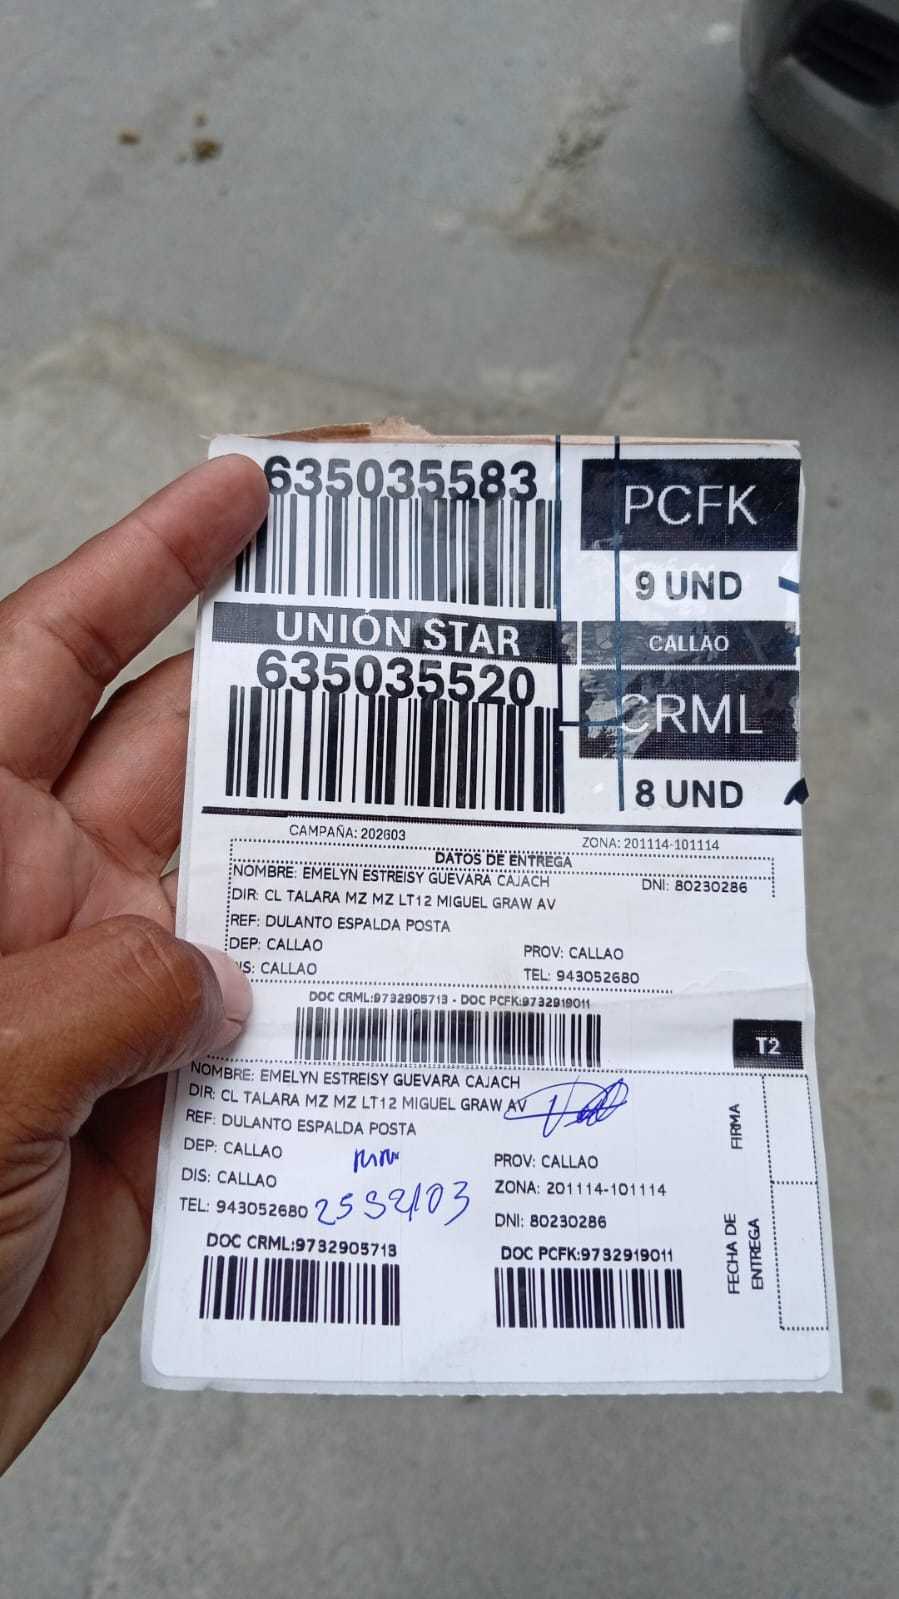 635035583
PCFK
9 UND
UNIÓN STAR
CALLAO
635035520
CRML
8 UND
CAMPAÑA: 202603
ZONA: 201114-101114
DATOS DE ENTREGA
NOMBRE: EMELYN ESTREISY GUEVARA CAJACH
DNI: 80230286
DIR: CL TALARA MZ MZ LT12 MIGUEL GRAW AV
REF: DULANTO ESPALDA POSTA
DEP: CALLAO
PROV: CALLAO
IS: CALLAO
TEL: 943052680
DOC CRML:9732905713 - DOC PCFK:9732919011
T2
NOMBRE: EMELYN ESTREISY GUEVARA CAJACH
DIR: CL TALARA MZ MZ LT12 MIGUEL GRAW AV
REF: DULANTO ESPALDA POSTA
DEP: CALLAO
PROV: CALLAO
DIS: CALLAO
ZONA: 201114-101114
TEL: 943052680
DNI: 80230286
DOC CRML:9732905713
DOC PCFK:9732919011
FIRMA
FECHA DE
ENTREGA